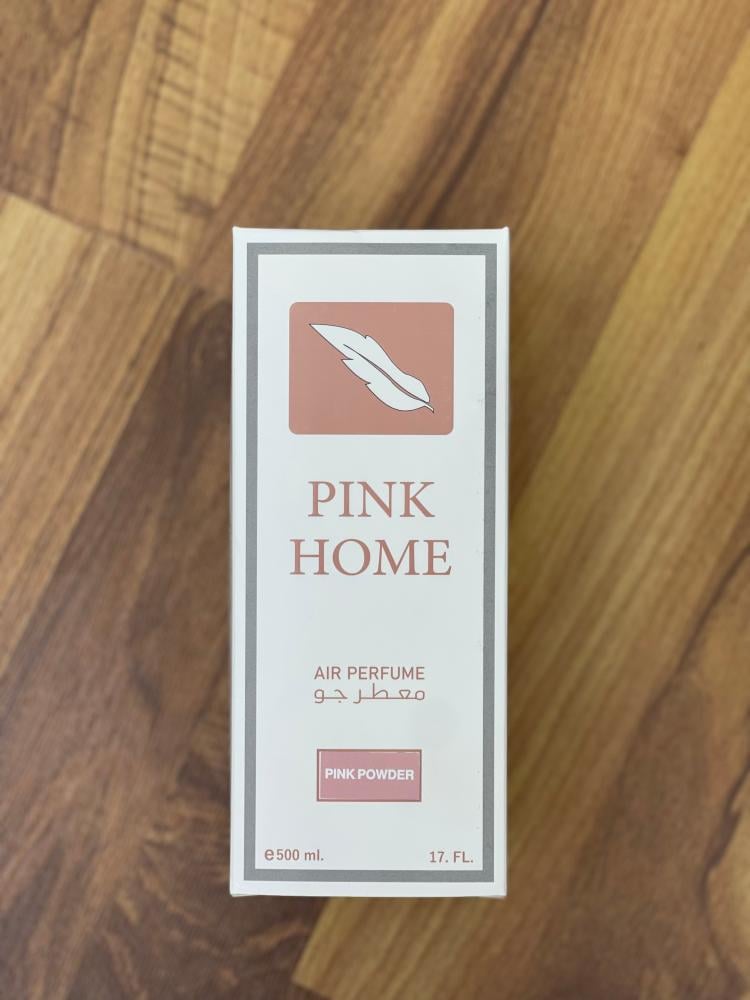 PINK
HOME
AIR PERFUME
معطر جو
PINK POWDER
℮500 ml.
17. FL.